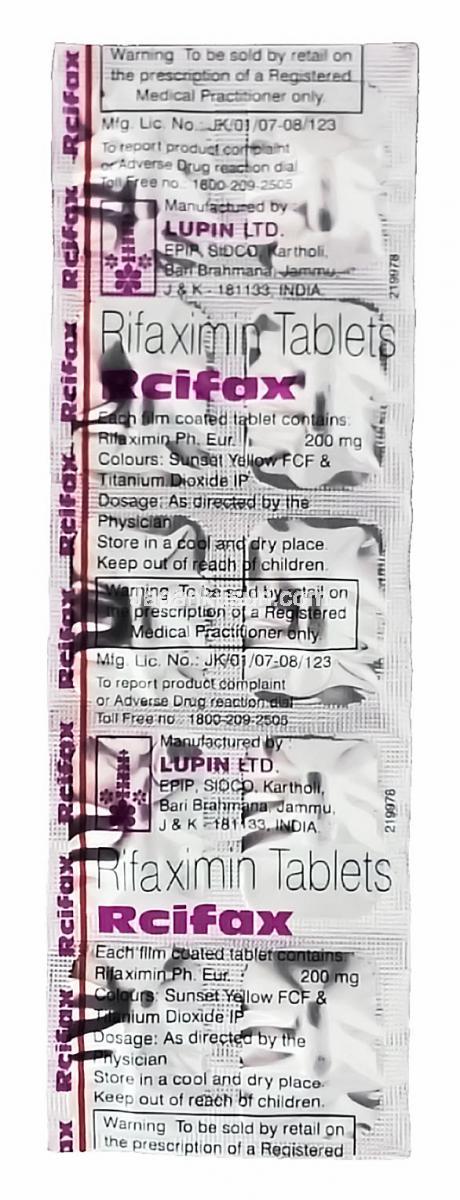 Rcifax Rcifax Rcifax Rcifax Rcifax Rcifax Rcifax Rcifax
Warning To be sold by retail on
the prescription of a Registered
Medical Practitioner only.
Mfg. Lic. No.: JK/01/07-08/123
To report product complaint
or Adverse Drug reaction dial
Toll Free no.: 1800-209-2505
Manufactured by :
LUPIN LTD.
EPIP, SIDCO, Kartholi,
Bari Brahmana, Jammu,
J & K - 181133, INDIA.
219978
Rifaximin Tablets
Rcifax
Each film coated tablet contains:
Rifaximin Ph. Eur. 200 mg
Colours: Sunset Yellow FCF &
Titanium Dioxide IP
Dosage: As directed by the
Physician
Store in a cool and dry place.
Keep out of reach of children.
Warning To be sold by retail on
the prescription of a Registered
Medical Practitioner only.
Mfg. Lic. No.: JK/01/07-08/123
To report product complaint
or Adverse Drug reaction dial
Toll Free no.: 1800-209-2505
Manufactured by :
LUPIN LTD.
EPIP, SIDCO, Kartholi,
Bari Brahmana, Jammu,
J & K - 181133, INDIA.
219978
Rifaximin Tablets
Rcifax
Each film coated tablet contains:
Rifaximin Ph. Eur. 200 mg
Colours: Sunset Yellow FCF &
Titanium Dioxide IP
Dosage: As directed by the
Physician
Store in a cool and dry place.
Keep out of reach of children.
Warning To be sold by retail on
the prescription of a Registered